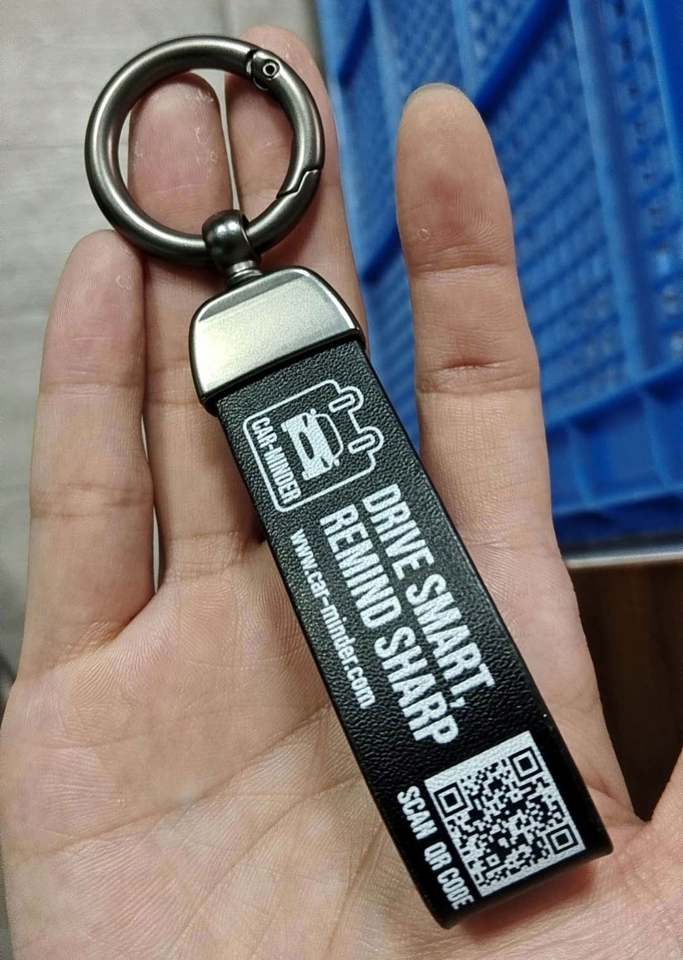 CAR-MINDER
DRIVE SMART,
REMIND SHARP
www.car-minder.com
SCAN QR CODE